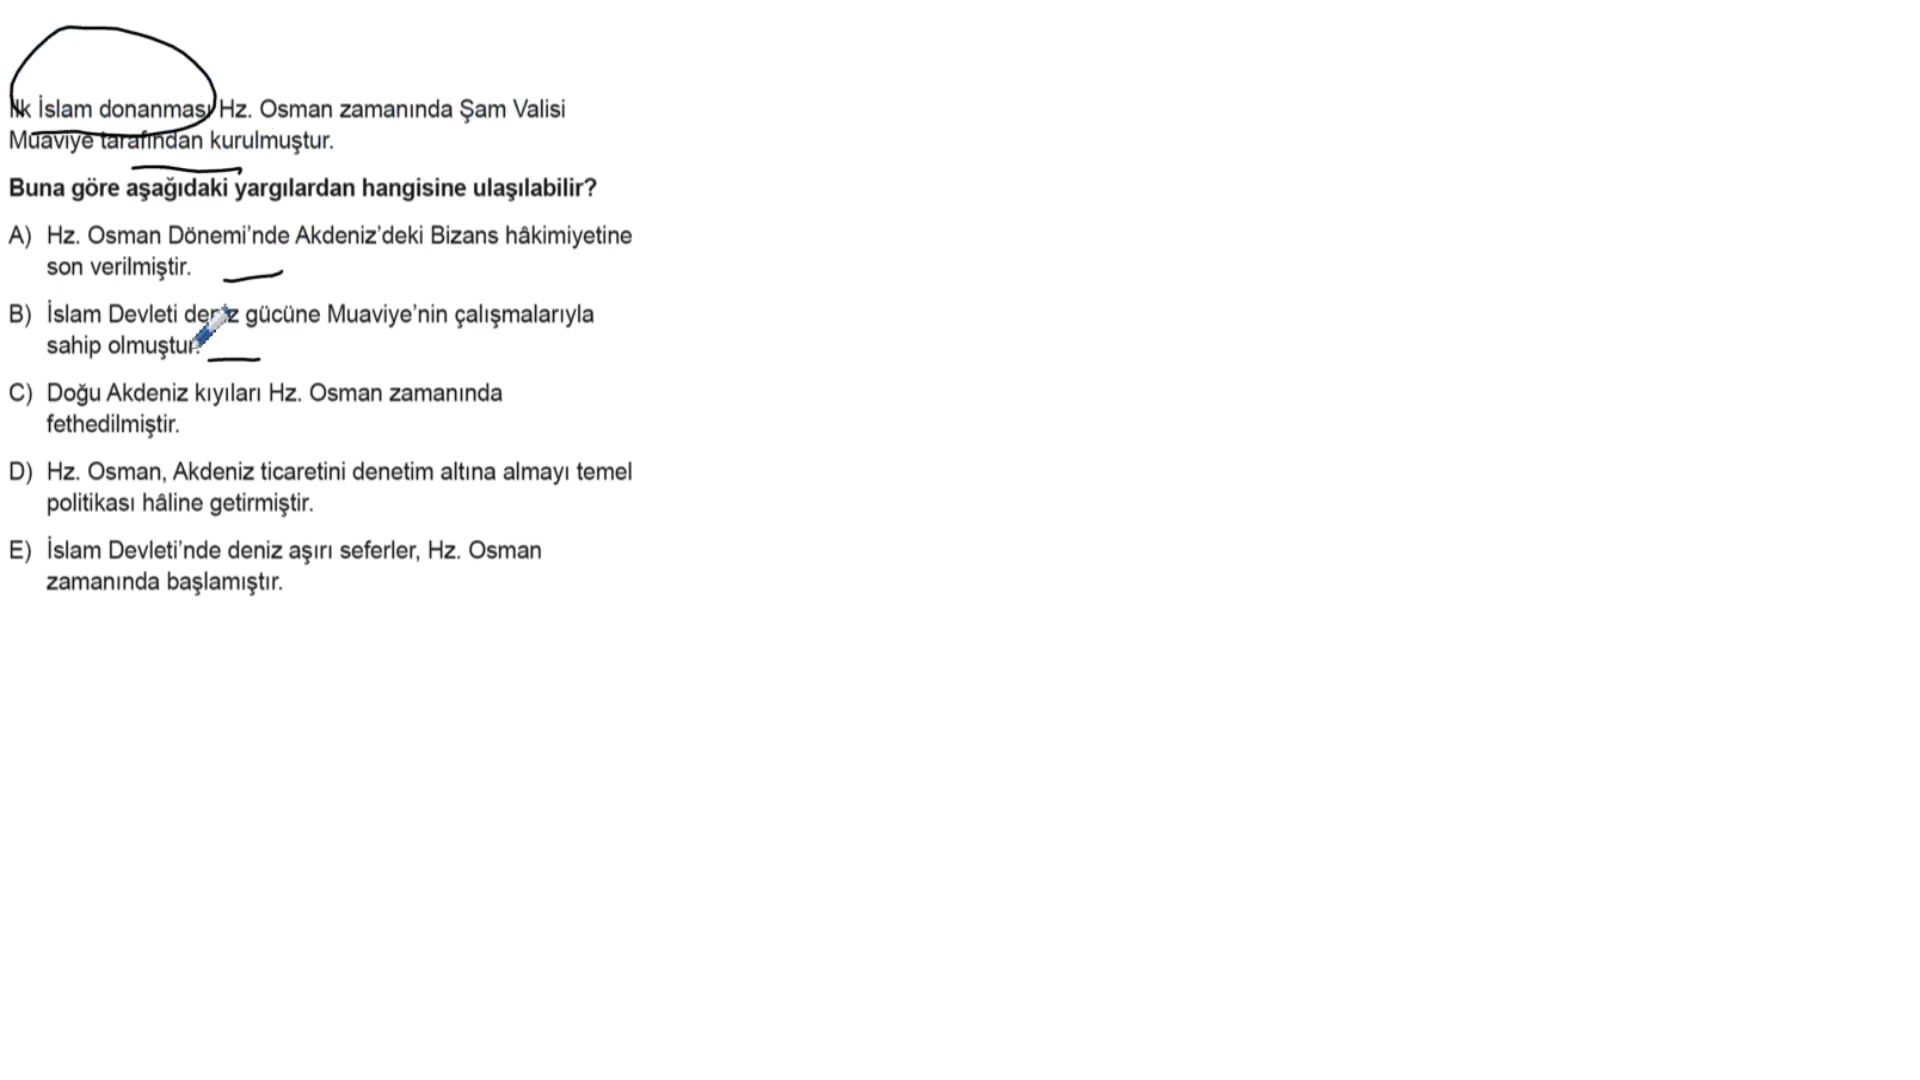 İlk İslam donanması Hz. Osman zamanında Şam Valisi
Muaviye tarafından kurulmuştur.
Buna göre aşağıdaki yargılardan hangisine ulaşılabilir?
A) Hz. Osman Dönemi’nde Akdeniz’deki Bizans hâkimiyetine
son verilmiştir.
B) İslam Devleti deniz gücüne Muaviye’nin çalışmalarıyla
sahip olmuştur.
C) Doğu Akdeniz kıyıları Hz. Osman zamanında
fethedilmiştir.
D) Hz. Osman, Akdeniz ticaretini denetim altına almayı temel
politikası hâline getirmiştir.
E) İslam Devleti’nde deniz aşırı seferler, Hz. Osman
zamanında başlamıştır.